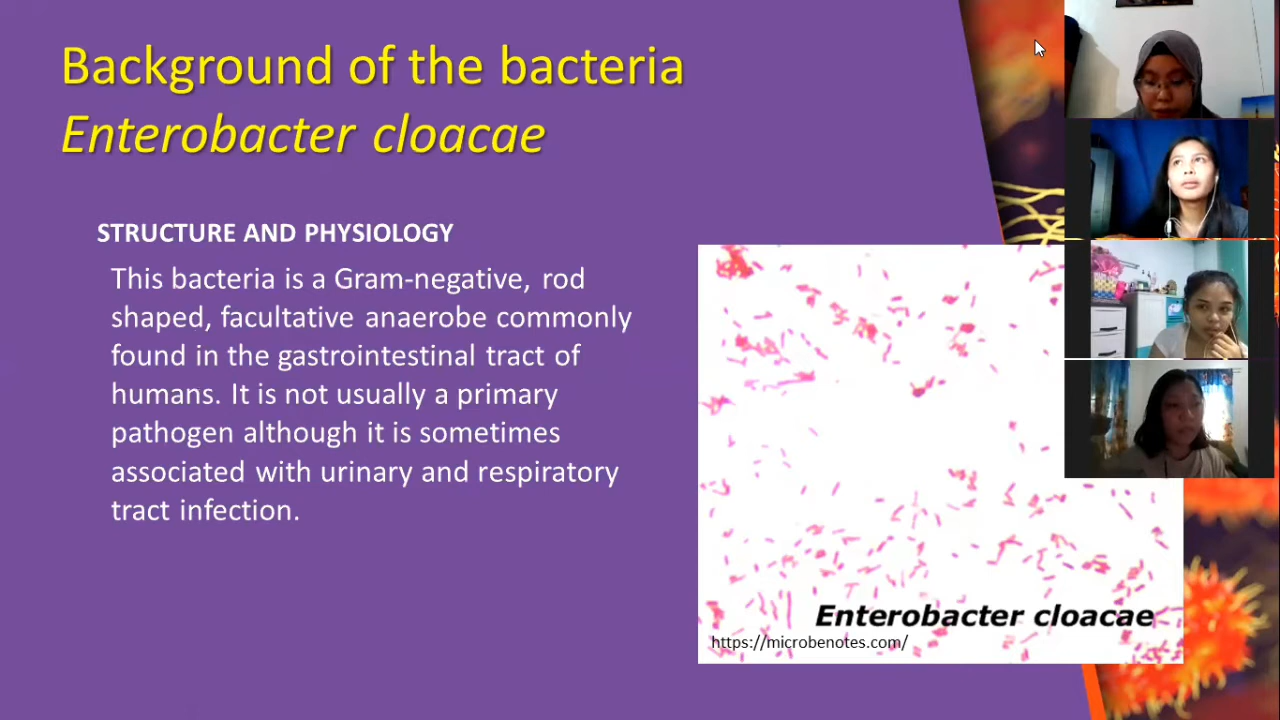 Background of the bacteria
Enterobacter cloacae
STRUCTURE AND PHYSIOLOGY
This bacteria is a Gram-negative, rod
shaped, facultative anaerobe commonly
found in the gastrointestinal tract of
humans. It is not usually a primary
pathogen although it is sometimes
associated with urinary and respiratory
tract infection.
Enterobacter cloacae
https://microbenotes.com/